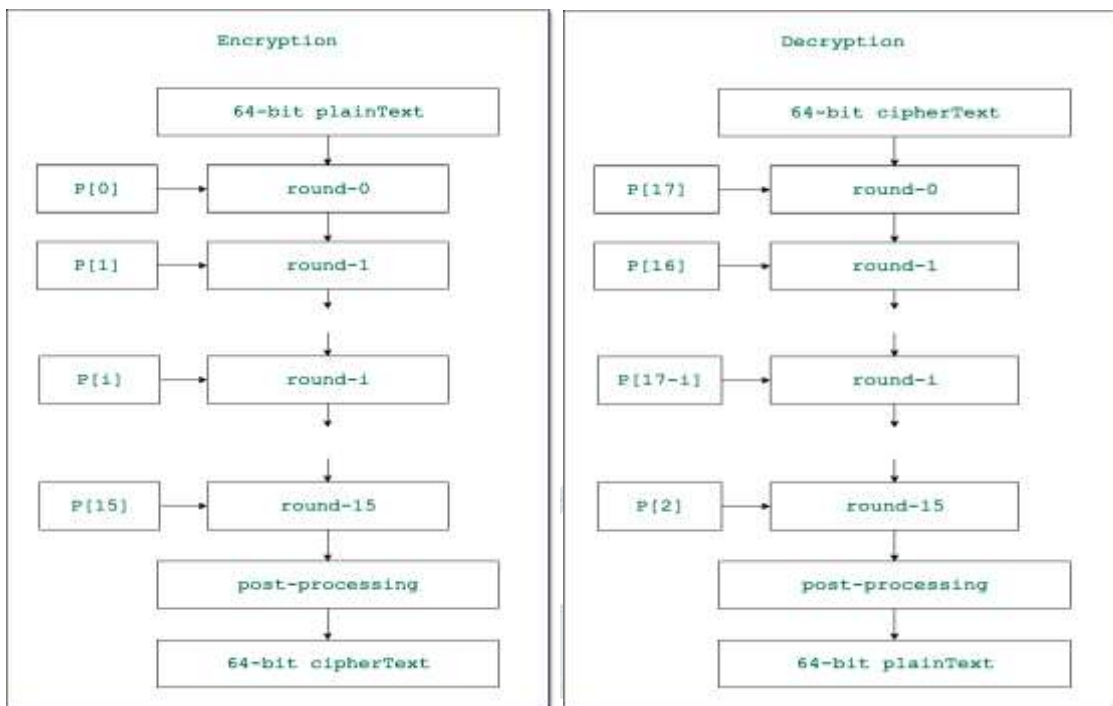 Encryption
64-bit plainText
P[0] round-0
P[1] round-1
P[i] round-i
P[15] round-15
post-processing
64-bit cipherText
Decryption
64-bit cipherText
P[17] round-0
P[16] round-1
P[17-i] round-i
P[2] round-15
post-processing
64-bit plainText